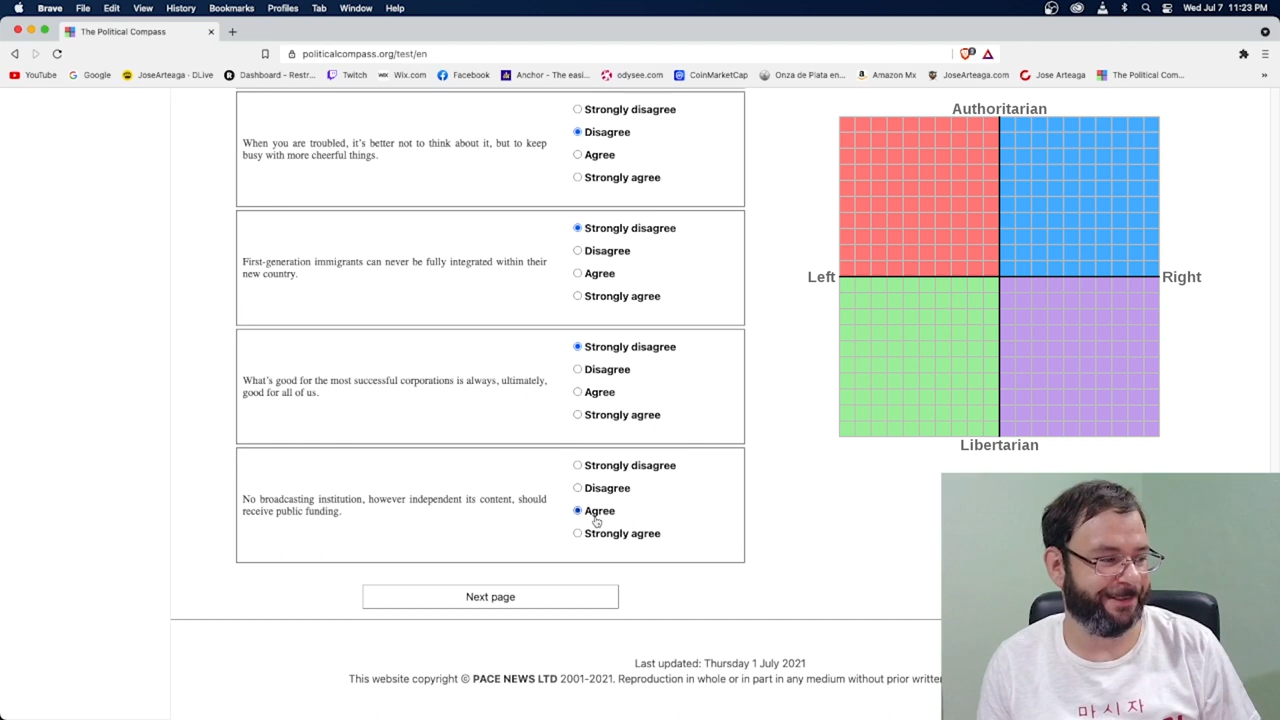 Brave File Edit View History Bookmarks Profiles Tab Window Help Wed Jul 7 11:23 PM
The Political Compass
politicalcompass.org/test/en
YouTube Google JoseArteaga - DLive Dashboard - Restr... Twitch Wix.com Facebook Anchor - The easi... odysee.com CoinMarketCap Onza de Plata en... Amazon Mx JoseArteaga.com Jose Arteaga The Political Com...
When you are troubled, it's better not to think about it, but to keep
busy with more cheerful things.
Strongly disagree
Disagree
Agree
Strongly agree
First-generation immigrants can never be fully integrated within their
new country.
Strongly disagree
Disagree
Agree
Strongly agree
What's good for the most successful corporations is always, ultimately,
good for all of us.
Strongly disagree
Disagree
Agree
Strongly agree
No broadcasting institution, however independent its content, should
receive public funding.
Strongly disagree
Disagree
Agree
Strongly agree
Next page
Last updated: Thursday 1 July 2021
This website copyright © PACE NEWS LTD 2001-2021. Reproduction in whole or in part in any medium without prior written
Authoritarian
Left
Right
Libertarian
마시자